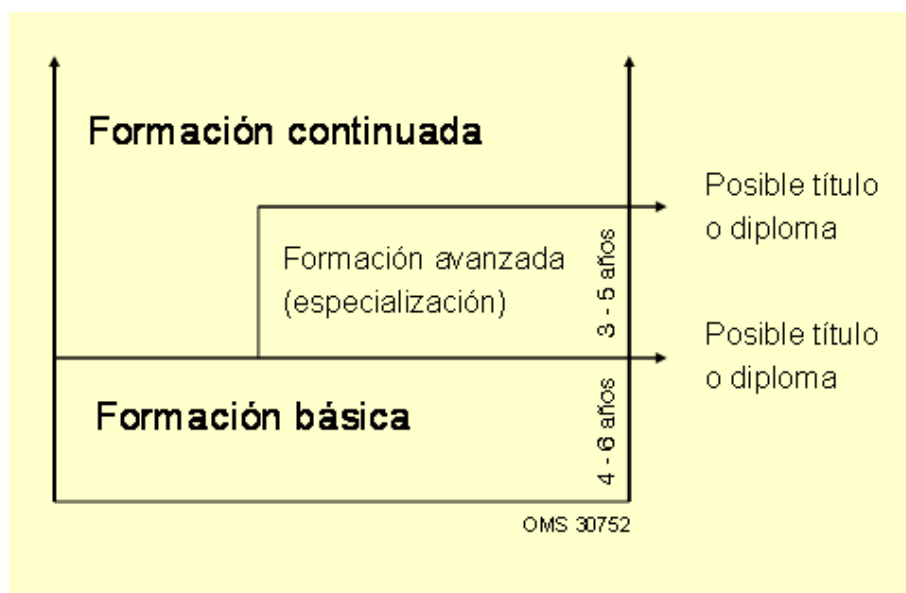 Formación continuada
Posible título
o diploma
Formación avanzada
(especialización)
3 - 5 años
Posible título
o diploma
Formación básica
4 - 6 años
OMS 30752